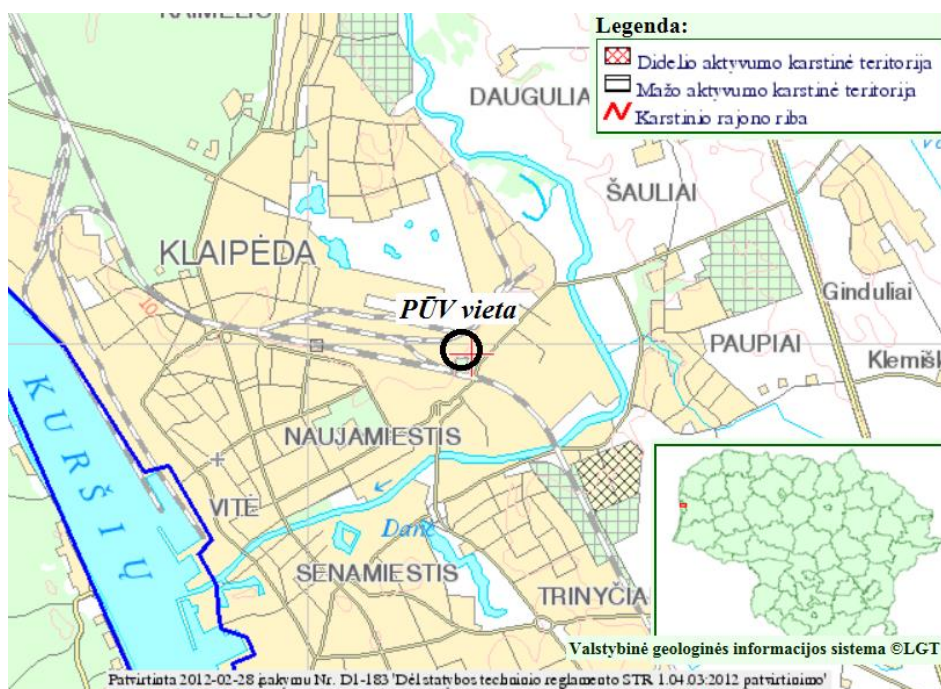 Legenda:
Didelio aktyvumo karstinė teritorija
Mažo aktyvumo karstinė teritorija
Karstinio rajono riba
ŠAULIAI
KLAIPĖDA
Ginduliai
10
PŪV vieta
PAUPIAI
KURŠIŲ
NAUJAMIESTIS
VITĖ
Danė
SENAMIESTIS
TRINYČIA
Valstybinė geologinės informacijos sistema ©LGT
Patvirtinta 2012-02-28 įsakymu Nr. D1-183 'Dėl statybos techninio reglamento STR 1.04.03:2012 patvirtinimo'